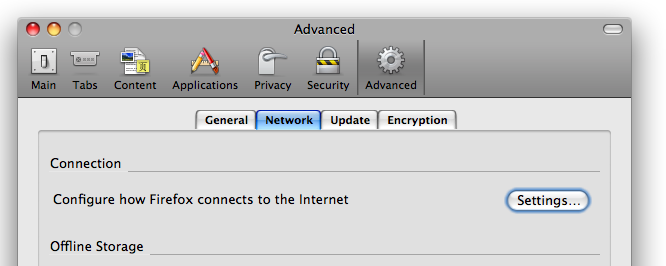 Advanced
Main Tabs Content Applications Privacy Security Advanced
General Network Update Encryption
Connection
Configure how Firefox connects to the Internet Settings...
Offline Storage